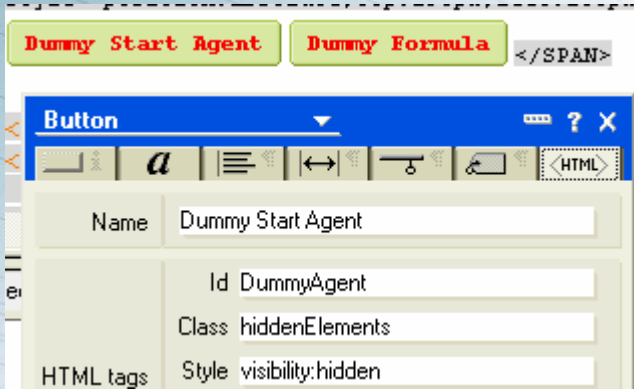 Dummy Start Agent Dummy Formula </SPAN>
Button ?
a <HTML>
Name Dummy Start Agent
Id DummyAgent
Class hiddenElements
HTML tags Style visibility:hidden